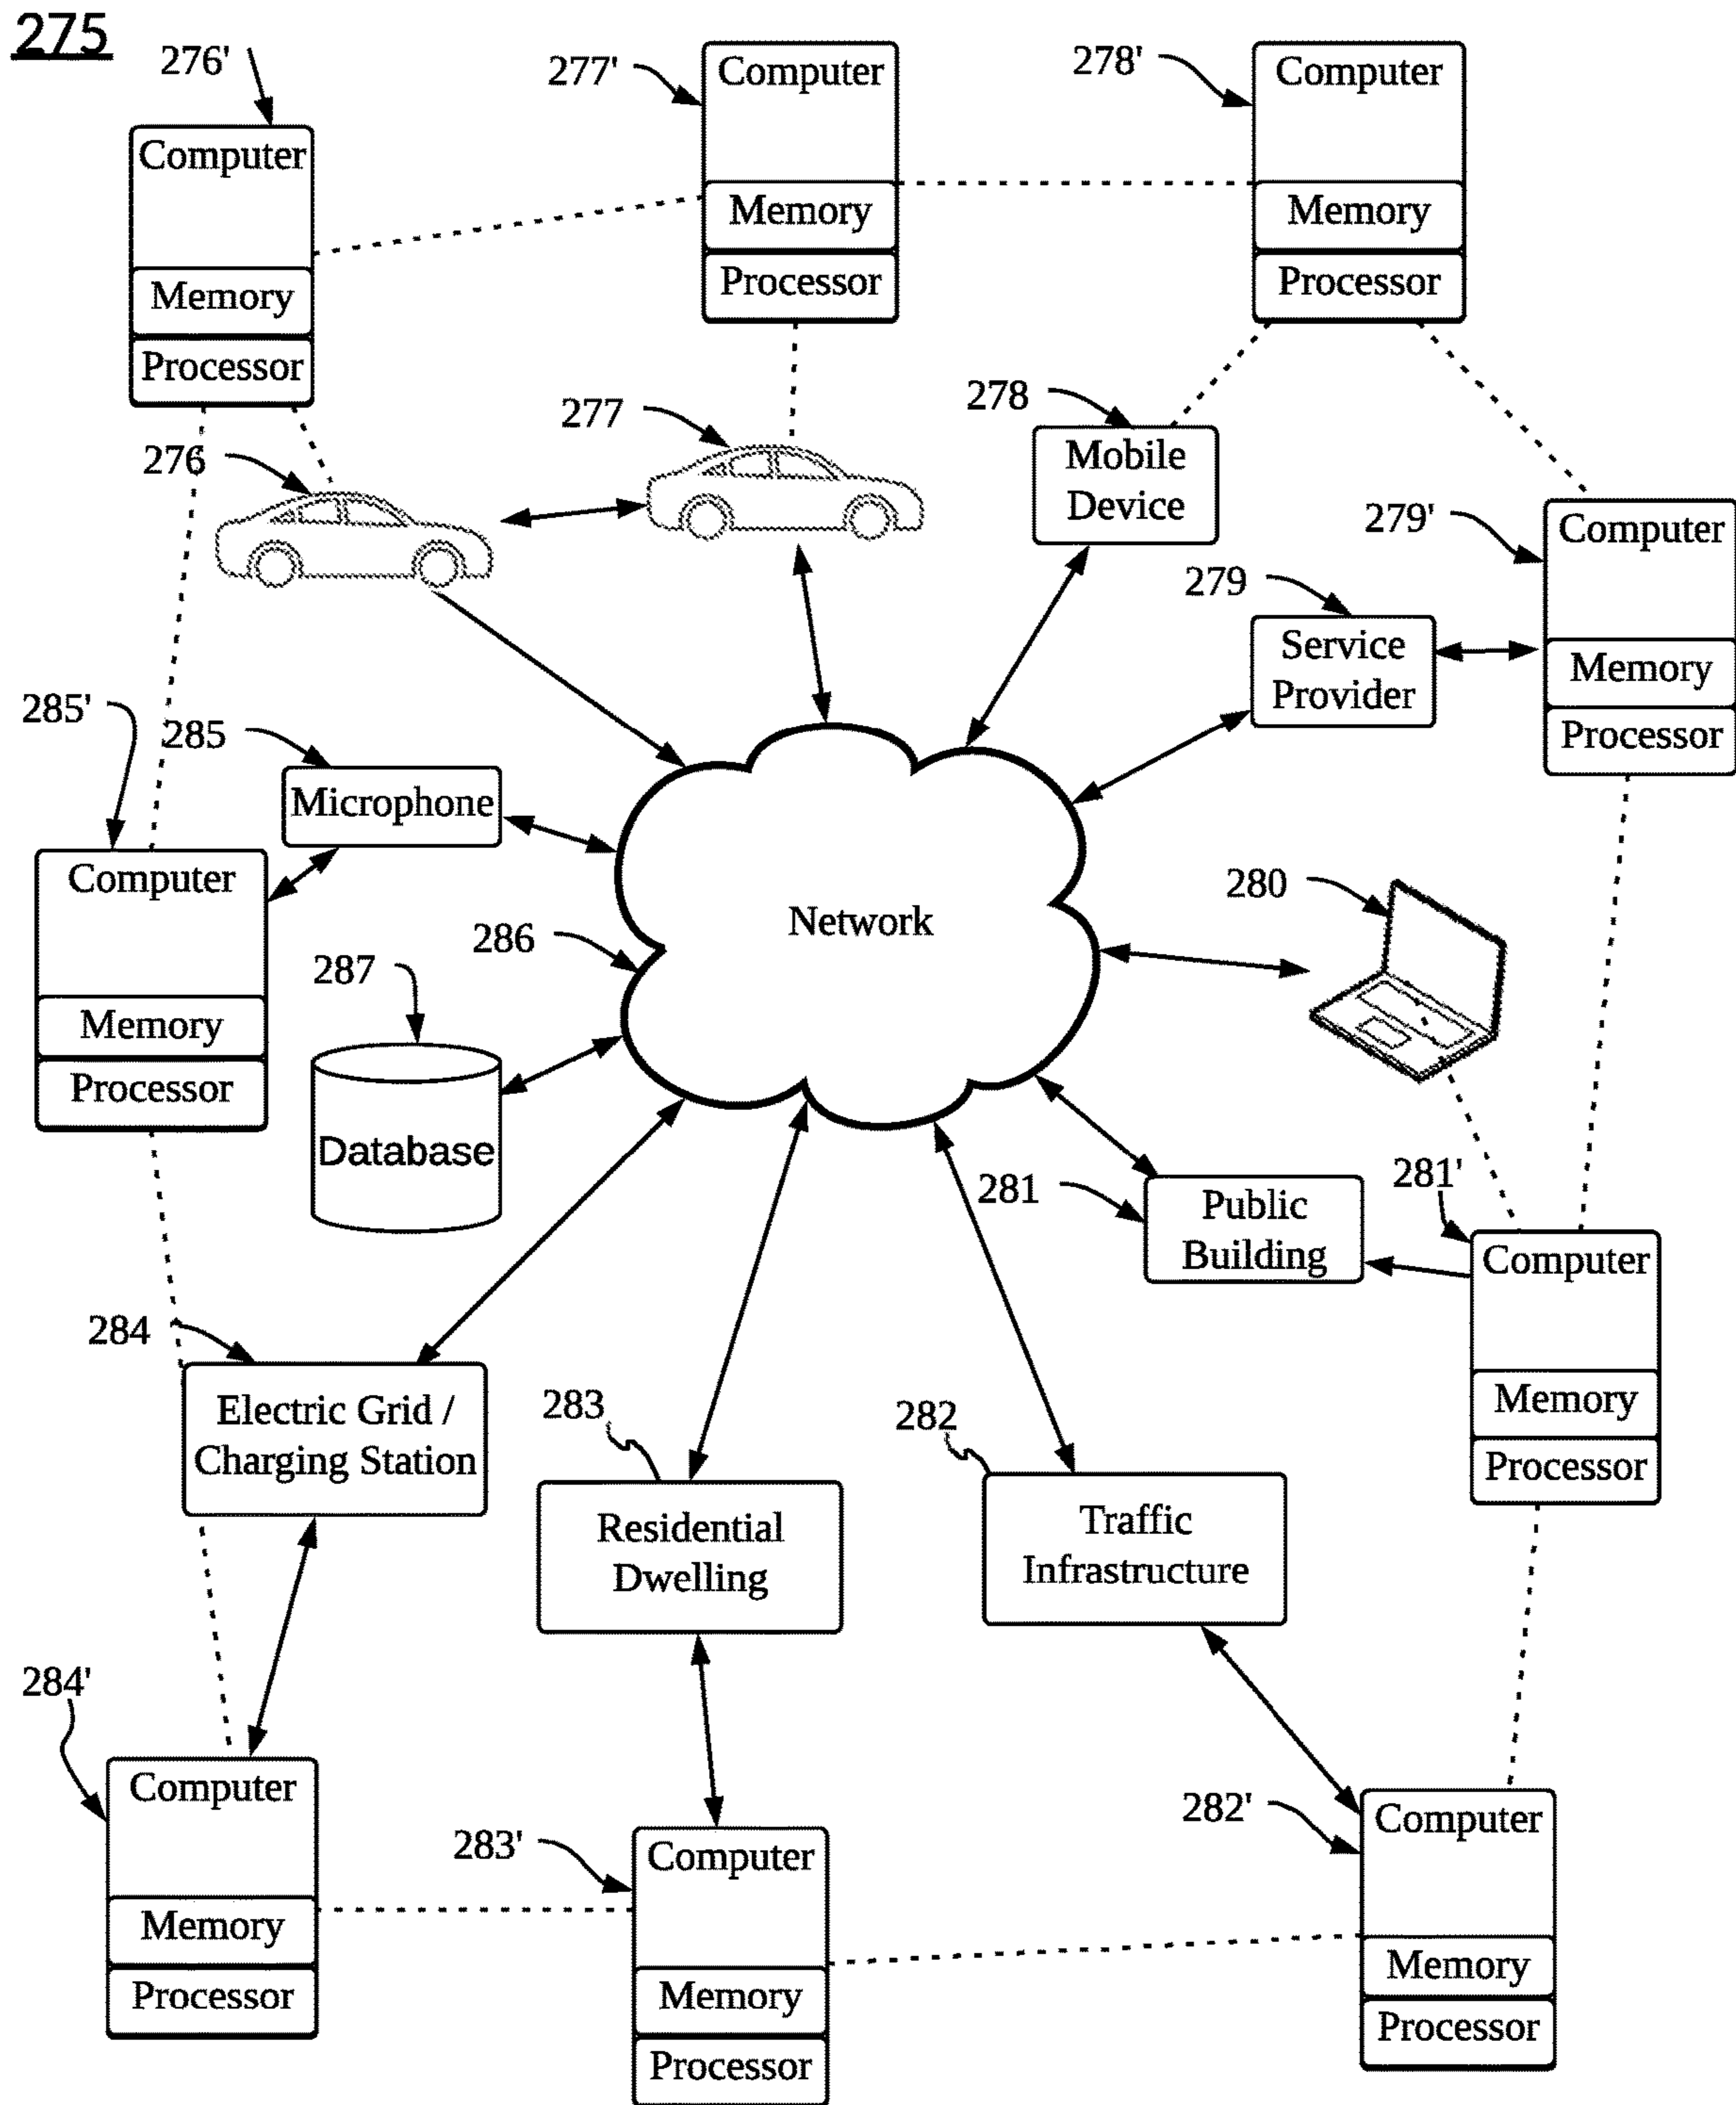 275
276'
Computer
Memory
Processor
277'
Computer
Memory
Processor
278'
Computer
Memory
Processor
276
277
278
Mobile
Device
279'
Computer
Memory
Processor
279
Service
Provider
285'
285
Microphone
Computer
Memory
Processor
Network
286
287
Database
280
281
Public
Building
281'
Computer
Memory
Processor
284
Electric Grid /
Charging Station
283
Residential
Dwelling
282
Traffic
Infrastructure
284'
Computer
Memory
Processor
283'
Computer
Memory
Processor
282'
Computer
Memory
Processor